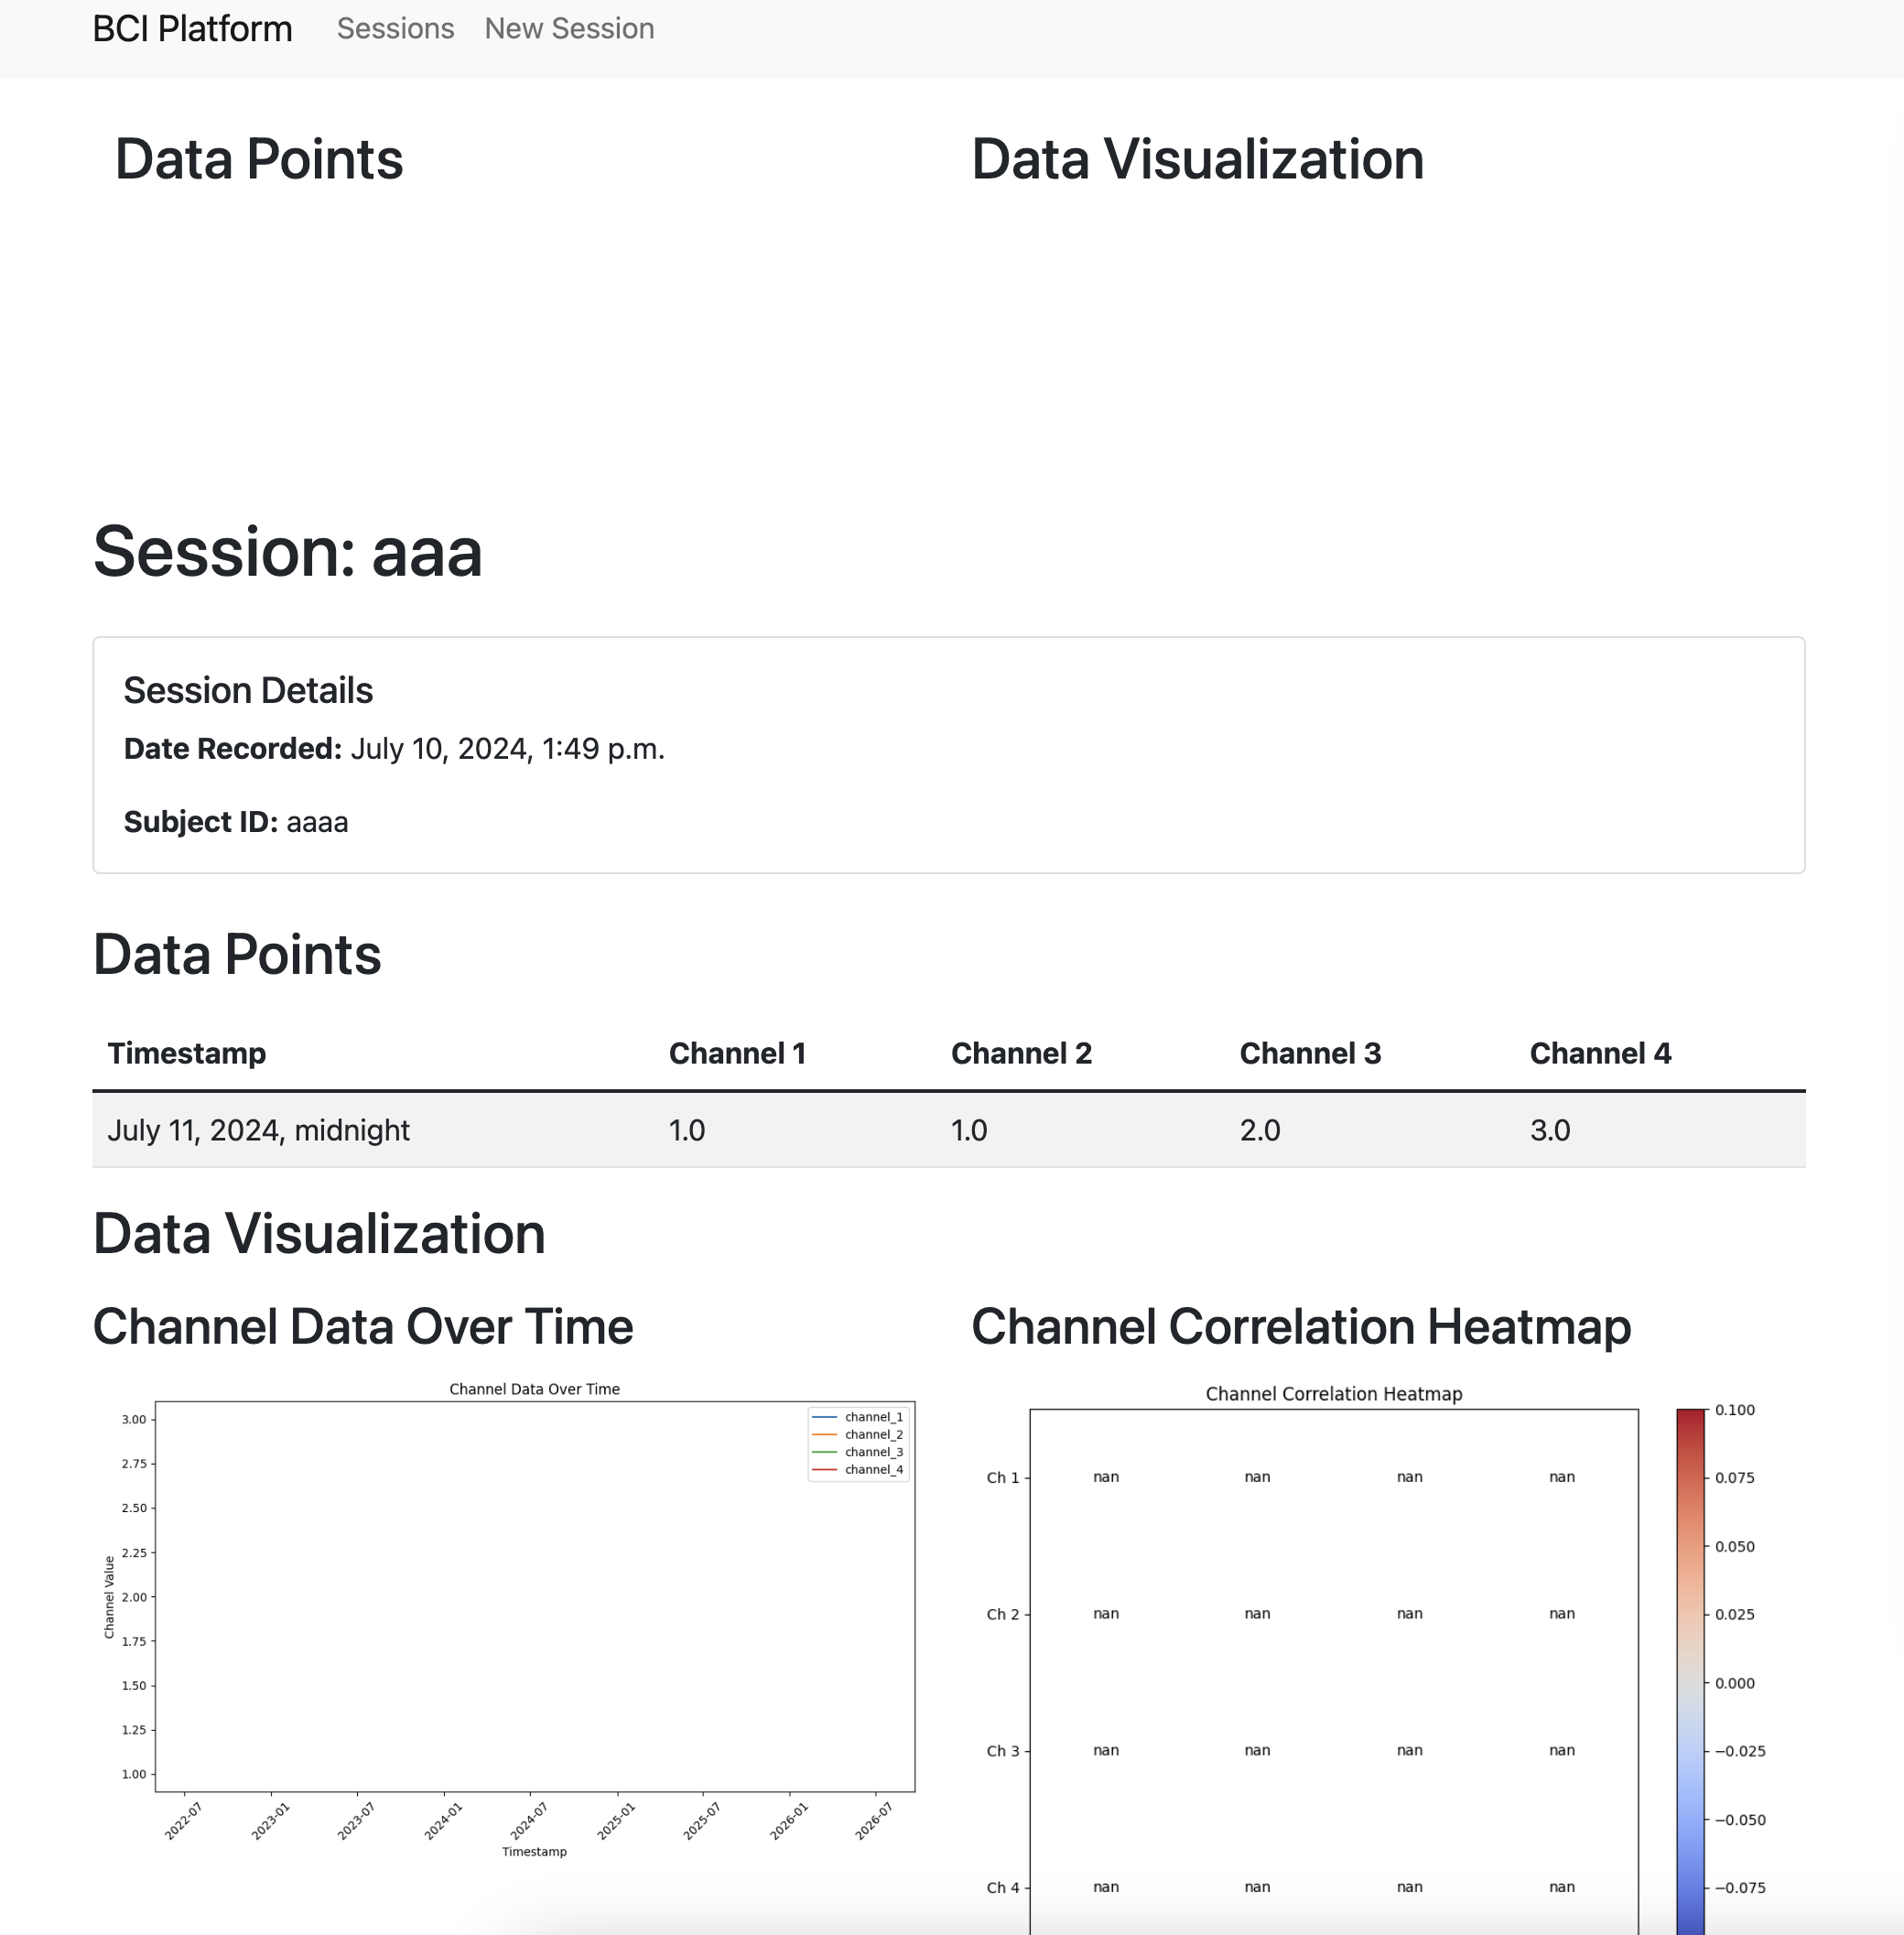 BCI Platform Sessions New Session
Data Points Data Visualization
Session: aaa
Session Details
Date Recorded: July 10, 2024, 1:49 p.m.
Subject ID: aaaa
Data Points
Timestamp Channel 1 Channel 2 Channel 3 Channel 4
July 11, 2024, midnight 1.0 1.0 2.0 3.0
Data Visualization
Channel Data Over Time
Channel Data Over Time
channel_1
channel_2
channel_3
channel_4
3.00
2.75
2.50
2.25
2.00
1.75
1.50
1.25
1.00
Channel Value
2022-07 2023-01 2023-07 2024-01 2024-07 2025-01 2025-07 2026-01 2026-07
Timestamp
Channel Correlation Heatmap
Channel Correlation Heatmap
Ch 1 nan nan nan nan
Ch 2 nan nan nan nan
Ch 3 nan nan nan nan
Ch 4 nan nan nan nan
0.100
0.075
0.050
0.025
0.000
−0.025
−0.050
−0.075